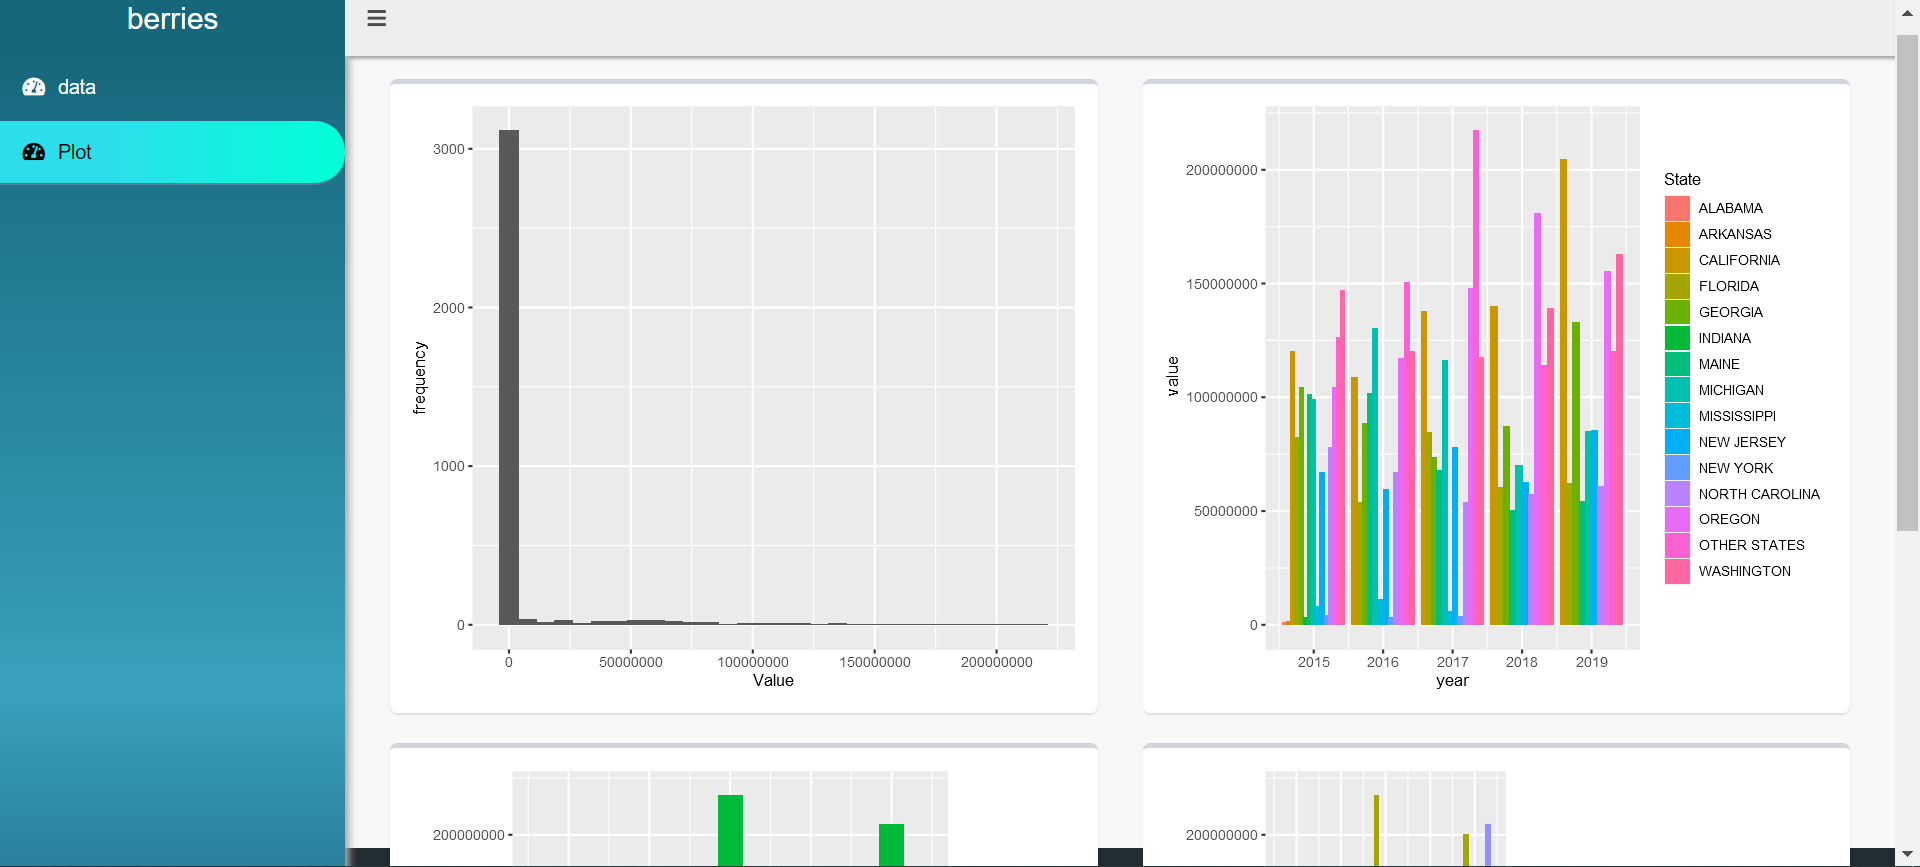 berries
data
Plot
3000
2000
1000
0
frequency
0 50000000 100000000 150000000 200000000
Value
200000000
150000000
100000000
50000000
0
value
2015 2016 2017 2018 2019
year
State
ALABAMA
ARKANSAS
CALIFORNIA
FLORIDA
GEORGIA
INDIANA
MAINE
MICHIGAN
MISSISSIPPI
NEW JERSEY
NEW YORK
NORTH CAROLINA
OREGON
OTHER STATES
WASHINGTON
200000000
200000000